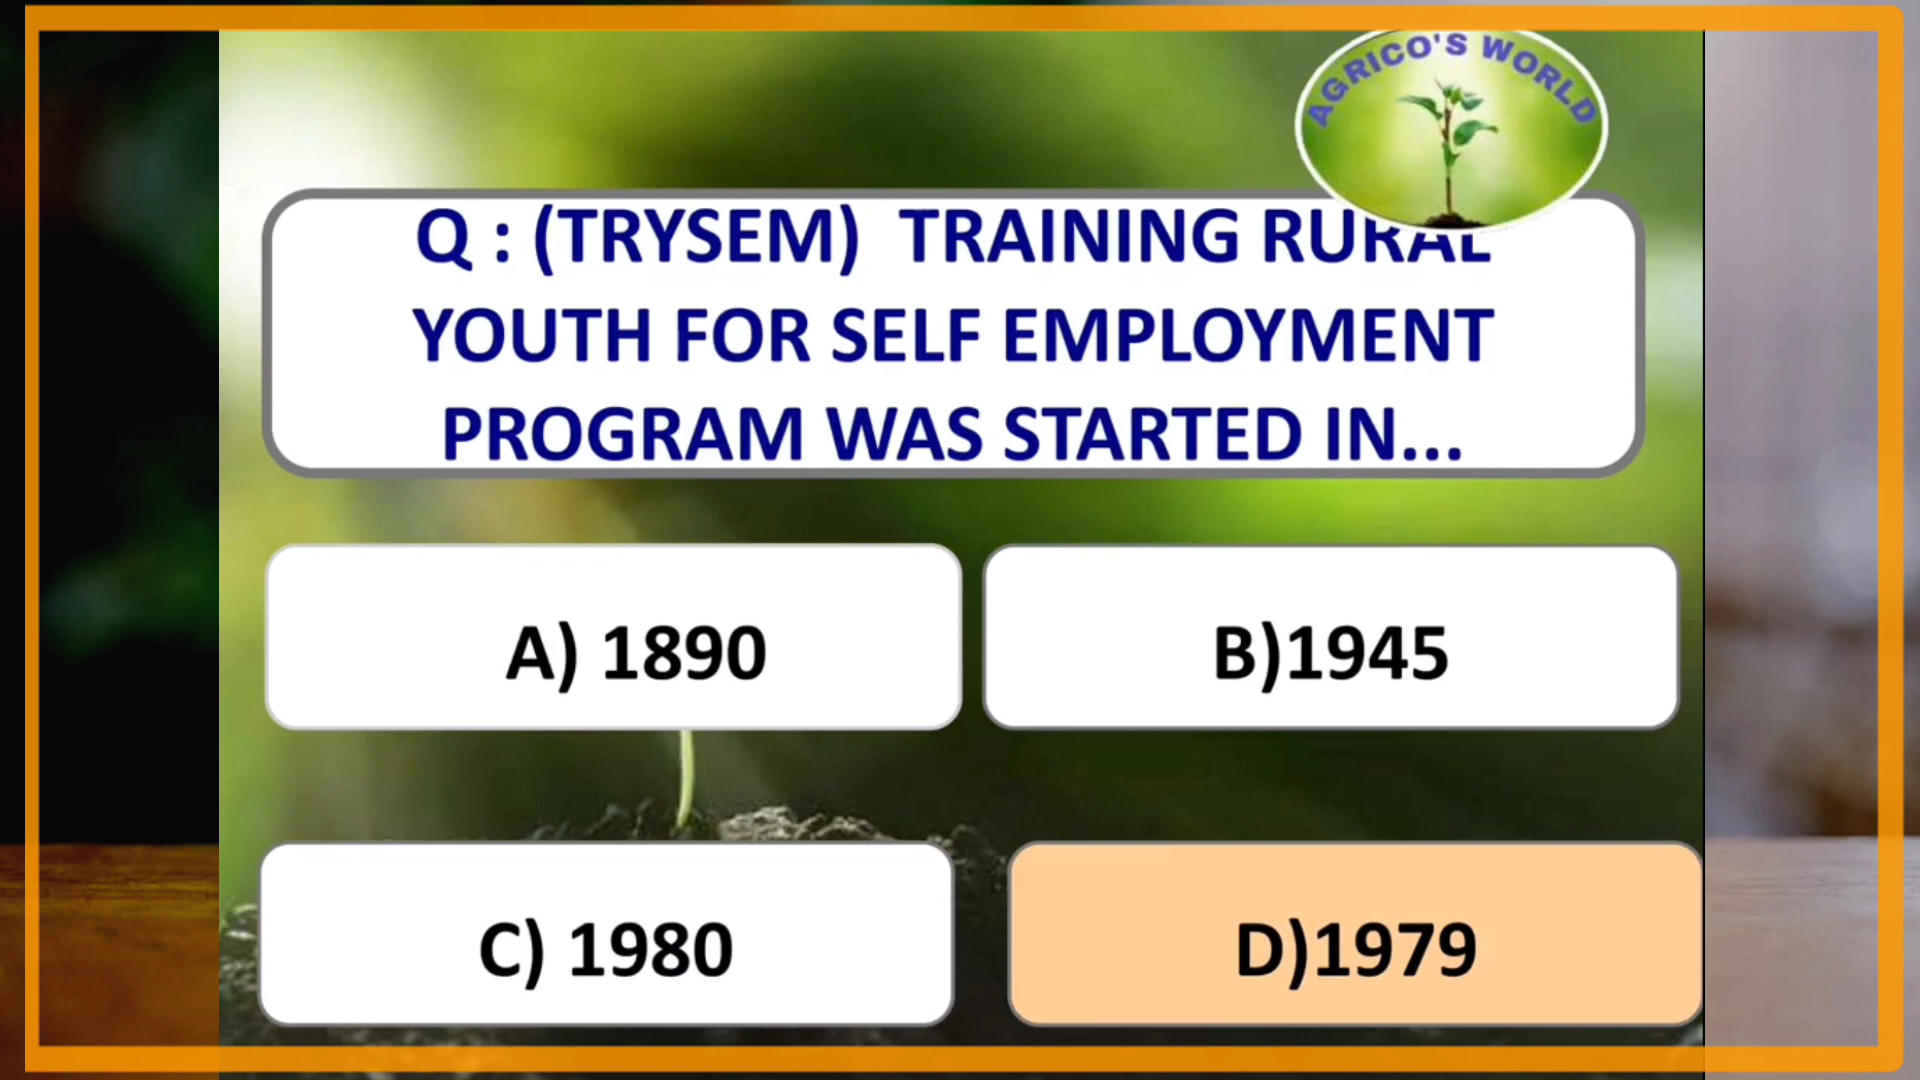 AGRICO'S WORLD
Q : (TRYSEM) TRAINING RURAL
YOUTH FOR SELF EMPLOYMENT
PROGRAM WAS STARTED IN...
A) 1890
B)1945
C) 1980
D)1979